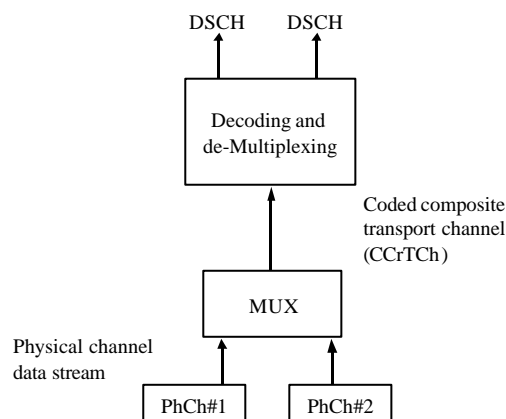 DSCH DSCH
Decoding and
de-Multiplexing
Coded composite
transport channel
(CCrTCh)
MUX
Physical channel
data stream
PhCh#1 PhCh#2